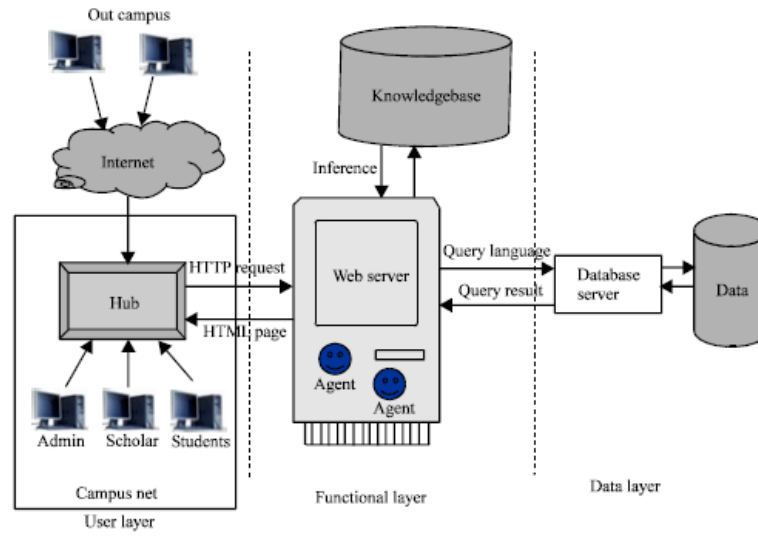 Out campus
Internet
Knowledgebase
Inference
HTTP request
Hub
HTML page
Web server
Agent
Agent
Query language
Query result
Database
server
Data
Admin
Scholar
Students
Campus net
User layer
Functional layer
Data layer